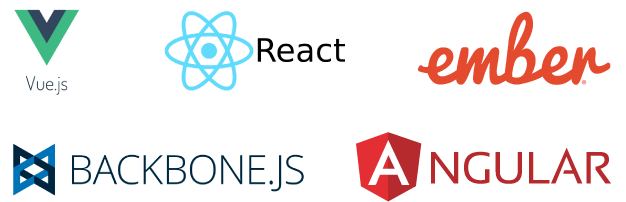 Vue.js
React
ember
BACKBONE.JS
ANGULAR